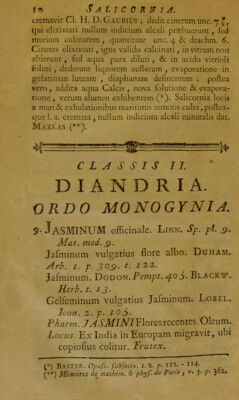 10 SALICORNIA.
cremavit Cl. H. D. GAUBIUS; dedit cinerum unc. 7 ℥,
qui elixiviati nullum indicium alcali præbuerunt, sed
muriam culinarem, quantitate unc. 4 & drachm. 6.
Cineres elixiviati, igne valido calcinati, in vitrum non
abierunt, sed aqua pura diluti, & in acido vitrioli
soluti, dederunt liquorem austerum, evaporatione in
gelatinam luteam, diaphanam desinentem; postea
vero, addita aqua Calcis, nova solutione & evapora-
tione, verum alumen exhibentem (*). Salicornia locis
a mari & exhalationibus maritimis remotis culta, postea-
que l. a. cremata, nullum indicium alcali mineralis dat.
MAZEAS (**).
CLASSIS II.
DIANDRIA.
ORDO MONOGYNIA.
9. JASMINUM officinale. LINN. Sp. pl. 9.
Mat. med. 9.
Jasminum vulgatius flore albo. DUHAM.
Arb. 1. p. 309. t. 122.
Jasminum. DODON. Pempt. 405. BLACKW.
Herb. t. 13.
Gelseminum vulgatius Jasminum. LOBEL.
Icon. 2. p. 105.
Pharm. JASMINI Flores recentes. Oleum.
Locus. Ex India in Europam migravit, ubi
copiosius colitur. Frutex.
(*) BASTER. Opusc. subseciv. t. 2. p. 112. - 114.
(**) Mémoires de mathém. & phys. de Paris, v. 5. p. 362.